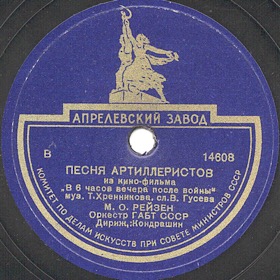 АПРЕЛЕВСКИЙ ЗАВОД
В 14608
ПЕСНЯ АРТИЛЛЕРИСТОВ
из кино-фильма
„В 6 часов вечера после войны"
муз. Т. Хренникова, сл. В. Гусева
М. О. РЕЙЗЕН
Оркестр ГАБТ СССР
Дириж. Кондрашин
КОМИТЕТ ПО ДЕЛАМ ИСКУССТВ ПРИ СОВЕТЕ МИНИСТРОВ СССР